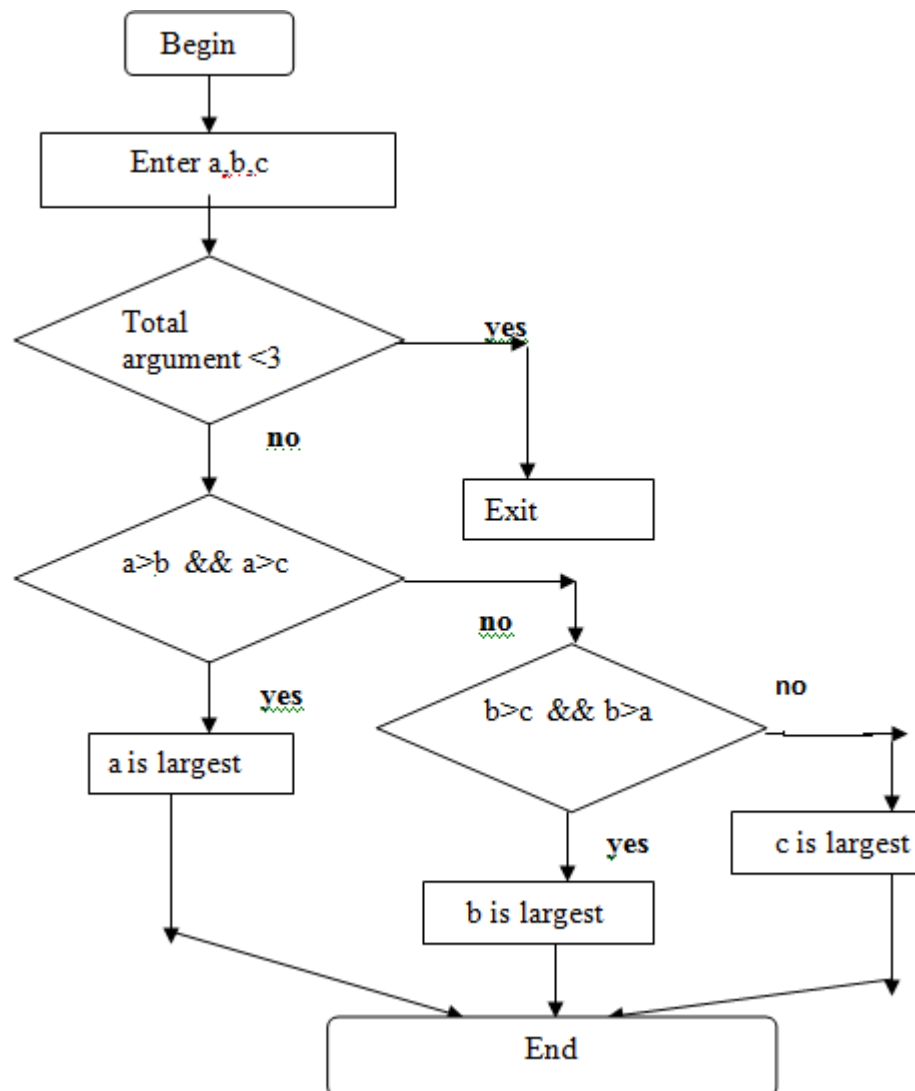 Begin
Enter a,b,c
Total
argument <3
yes
no
Exit
a>b && a>c
no
yes
b>c && b>a
no
a is largest
yes
c is largest
b is largest
End